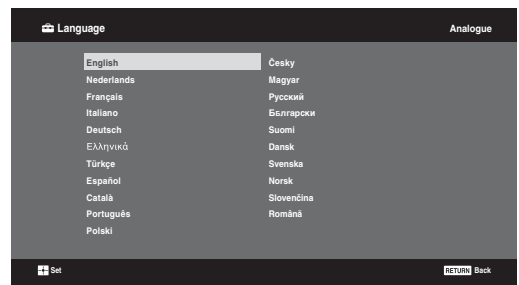 Language
Analogue
English
Nederlands
Français
Italiano
Deutsch
Ελληνικά
Türkçe
Español
Català
Português
Polski
Česky
Magyar
Русский
Български
Suomi
Dansk
Svenska
Norsk
Slovenčina
Română
Set
RETURN Back